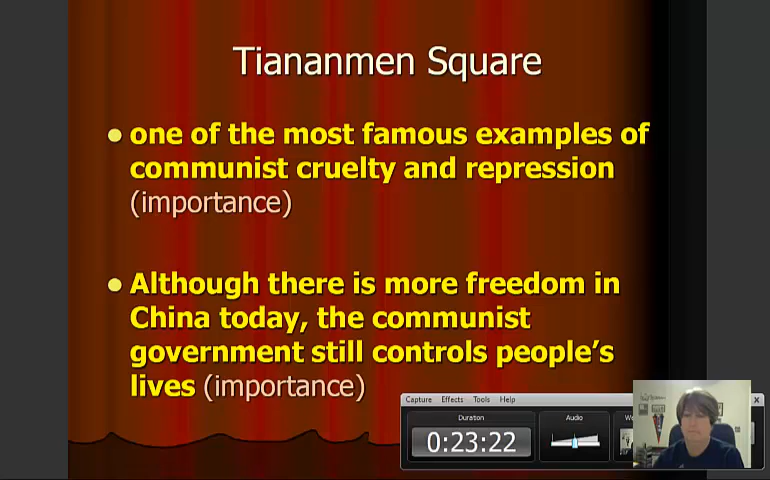 Tiananmen Square
one of the most famous examples of
communist cruelty and repression
(importance)
Although there is more freedom in
China today, the communist
government still controls people's
lives (importance)
Capture Effects Tools Help
Duration Audio
0:23:22